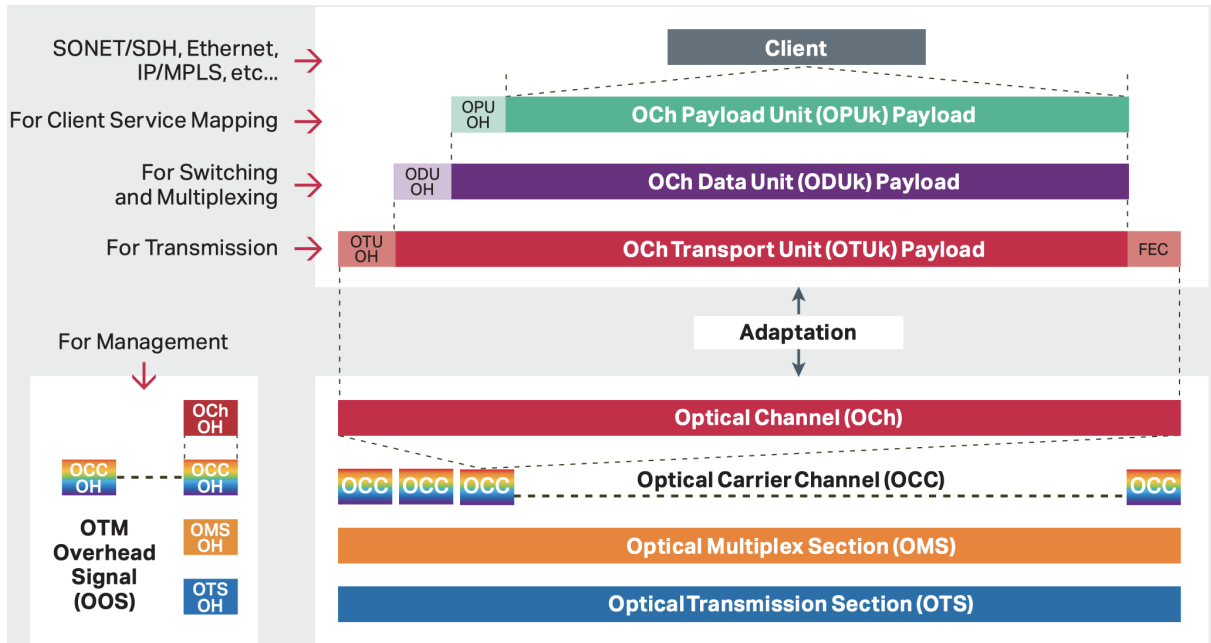 SONET/SDH, Ethernet,
IP/MPLS, etc...
Client
For Client Service Mapping
OPU
OH
OCh Payload Unit (OPUk) Payload
For Switching
and Multiplexing
ODU
OH
OCh Data Unit (ODUk) Payload
For Transmission
OTU
OH
OCh Transport Unit (OTUk) Payload
FEC
Adaptation
For Management
OCh
OH
OCC
OH
OCC
OH
OTM
Overhead
Signal
(OOS)
OMS
OH
OTS
OH
Optical Channel (OCh)
OCC
OCC
OCC
Optical Carrier Channel (OCC)
OCC
Optical Multiplex Section (OMS)
Optical Transmission Section (OTS)